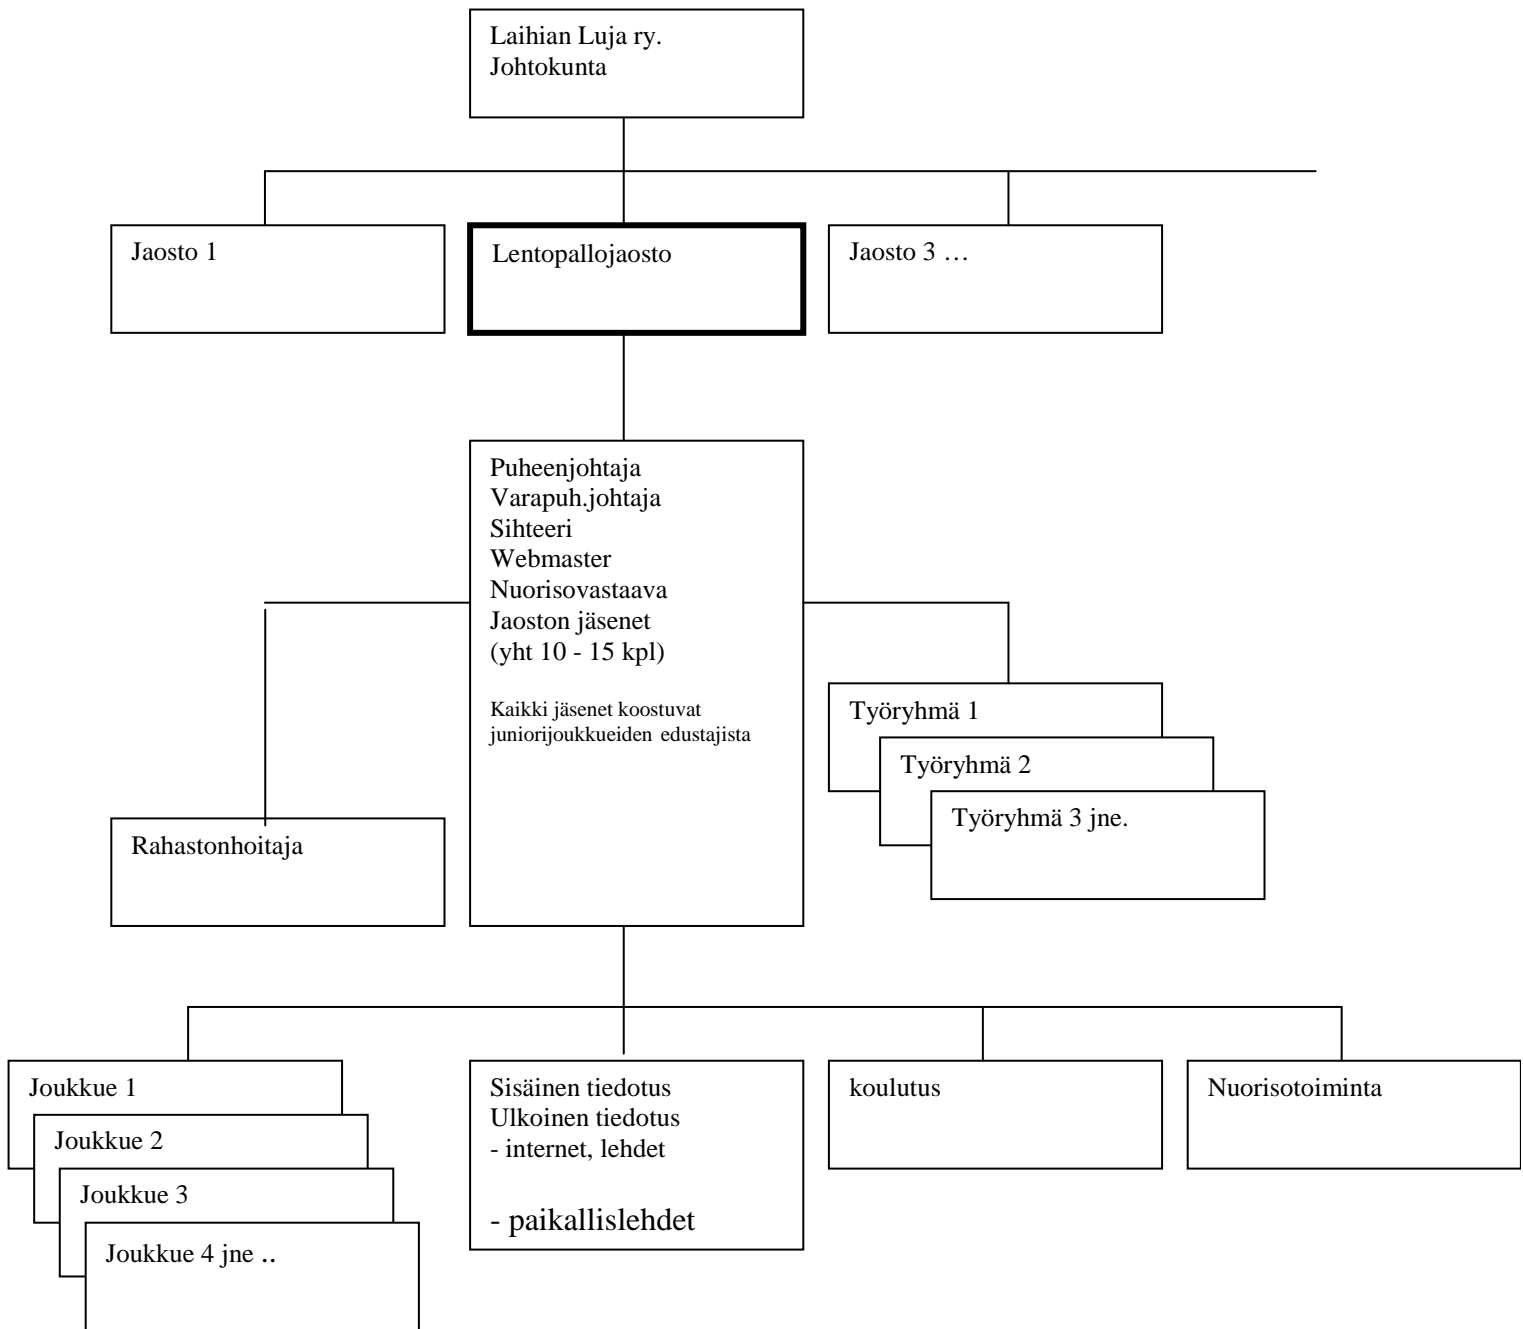 Laihian Luja ry.
Johtokunta
Jaosto 1
Lentopallojaosto
Jaosto 3 …
Puheenjohtaja
Varapuh.johtaja
Sihteeri
Webmaster
Nuorisovastaava
Jaoston jäsenet
(yht 10 - 15 kpl)
Kaikki jäsenet koostuvat
juniorijoukkueiden edustajista
Työryhmä 1
Työryhmä 2
Työryhmä 3 jne.
Rahastonhoitaja
Joukkue 1
Joukkue 2
Joukkue 3
Joukkue 4 jne ..
Sisäinen tiedotus
Ulkoinen tiedotus
- internet, lehdet
- paikallislehdet
koulutus
Nuorisotoiminta